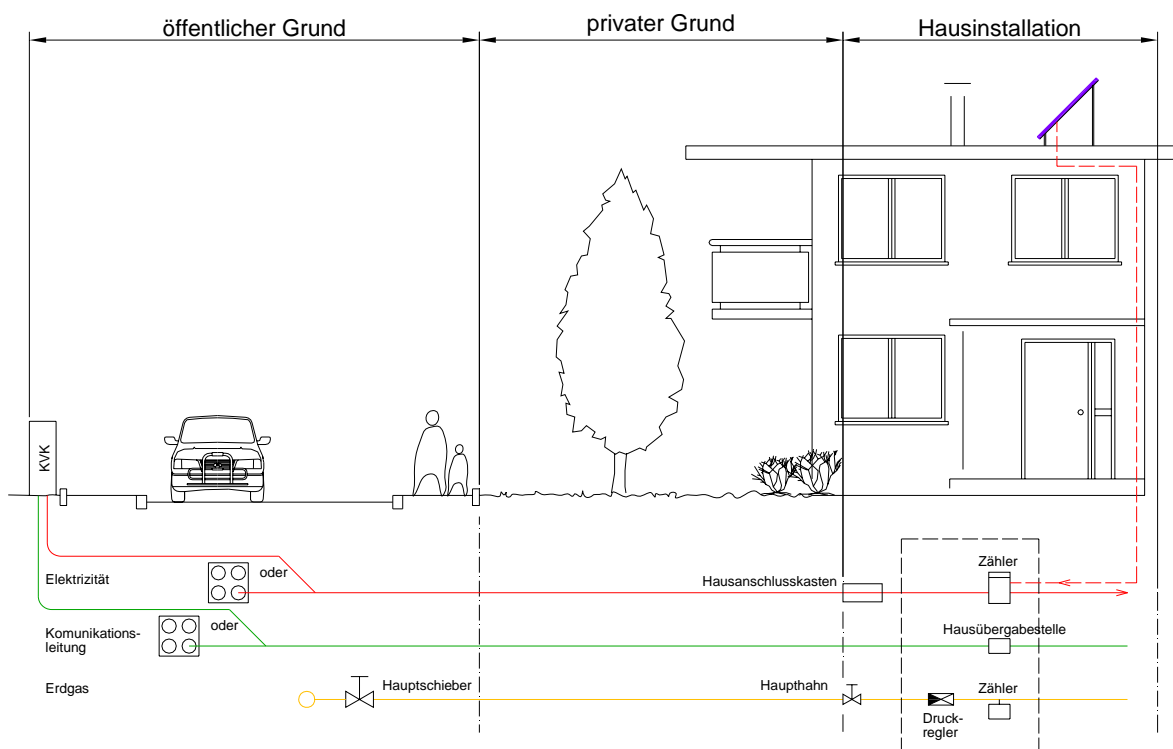 öffentlicher Grund
privater Grund
Hausinstallation
KVK
Elektrizität
oder
Hausanschlusskasten
Zähler
Komunikations-
leitung
oder
Hausübergabestelle
Erdgas
Hauptschieber
Haupthahn
Druck-
regler
Zähler